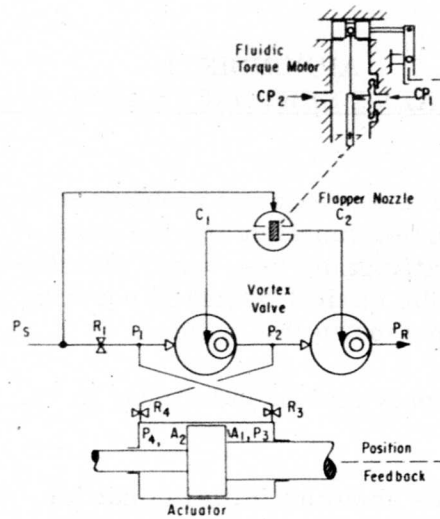 Fluidic
Torque Motor
CP2
CP1
Flapper Nozzle
C1
C2
Vortex
Valve
PS
R1
P1
P2
PR
R4
R3
P4, A2
A1, P3
Position
Feedback
Actuator